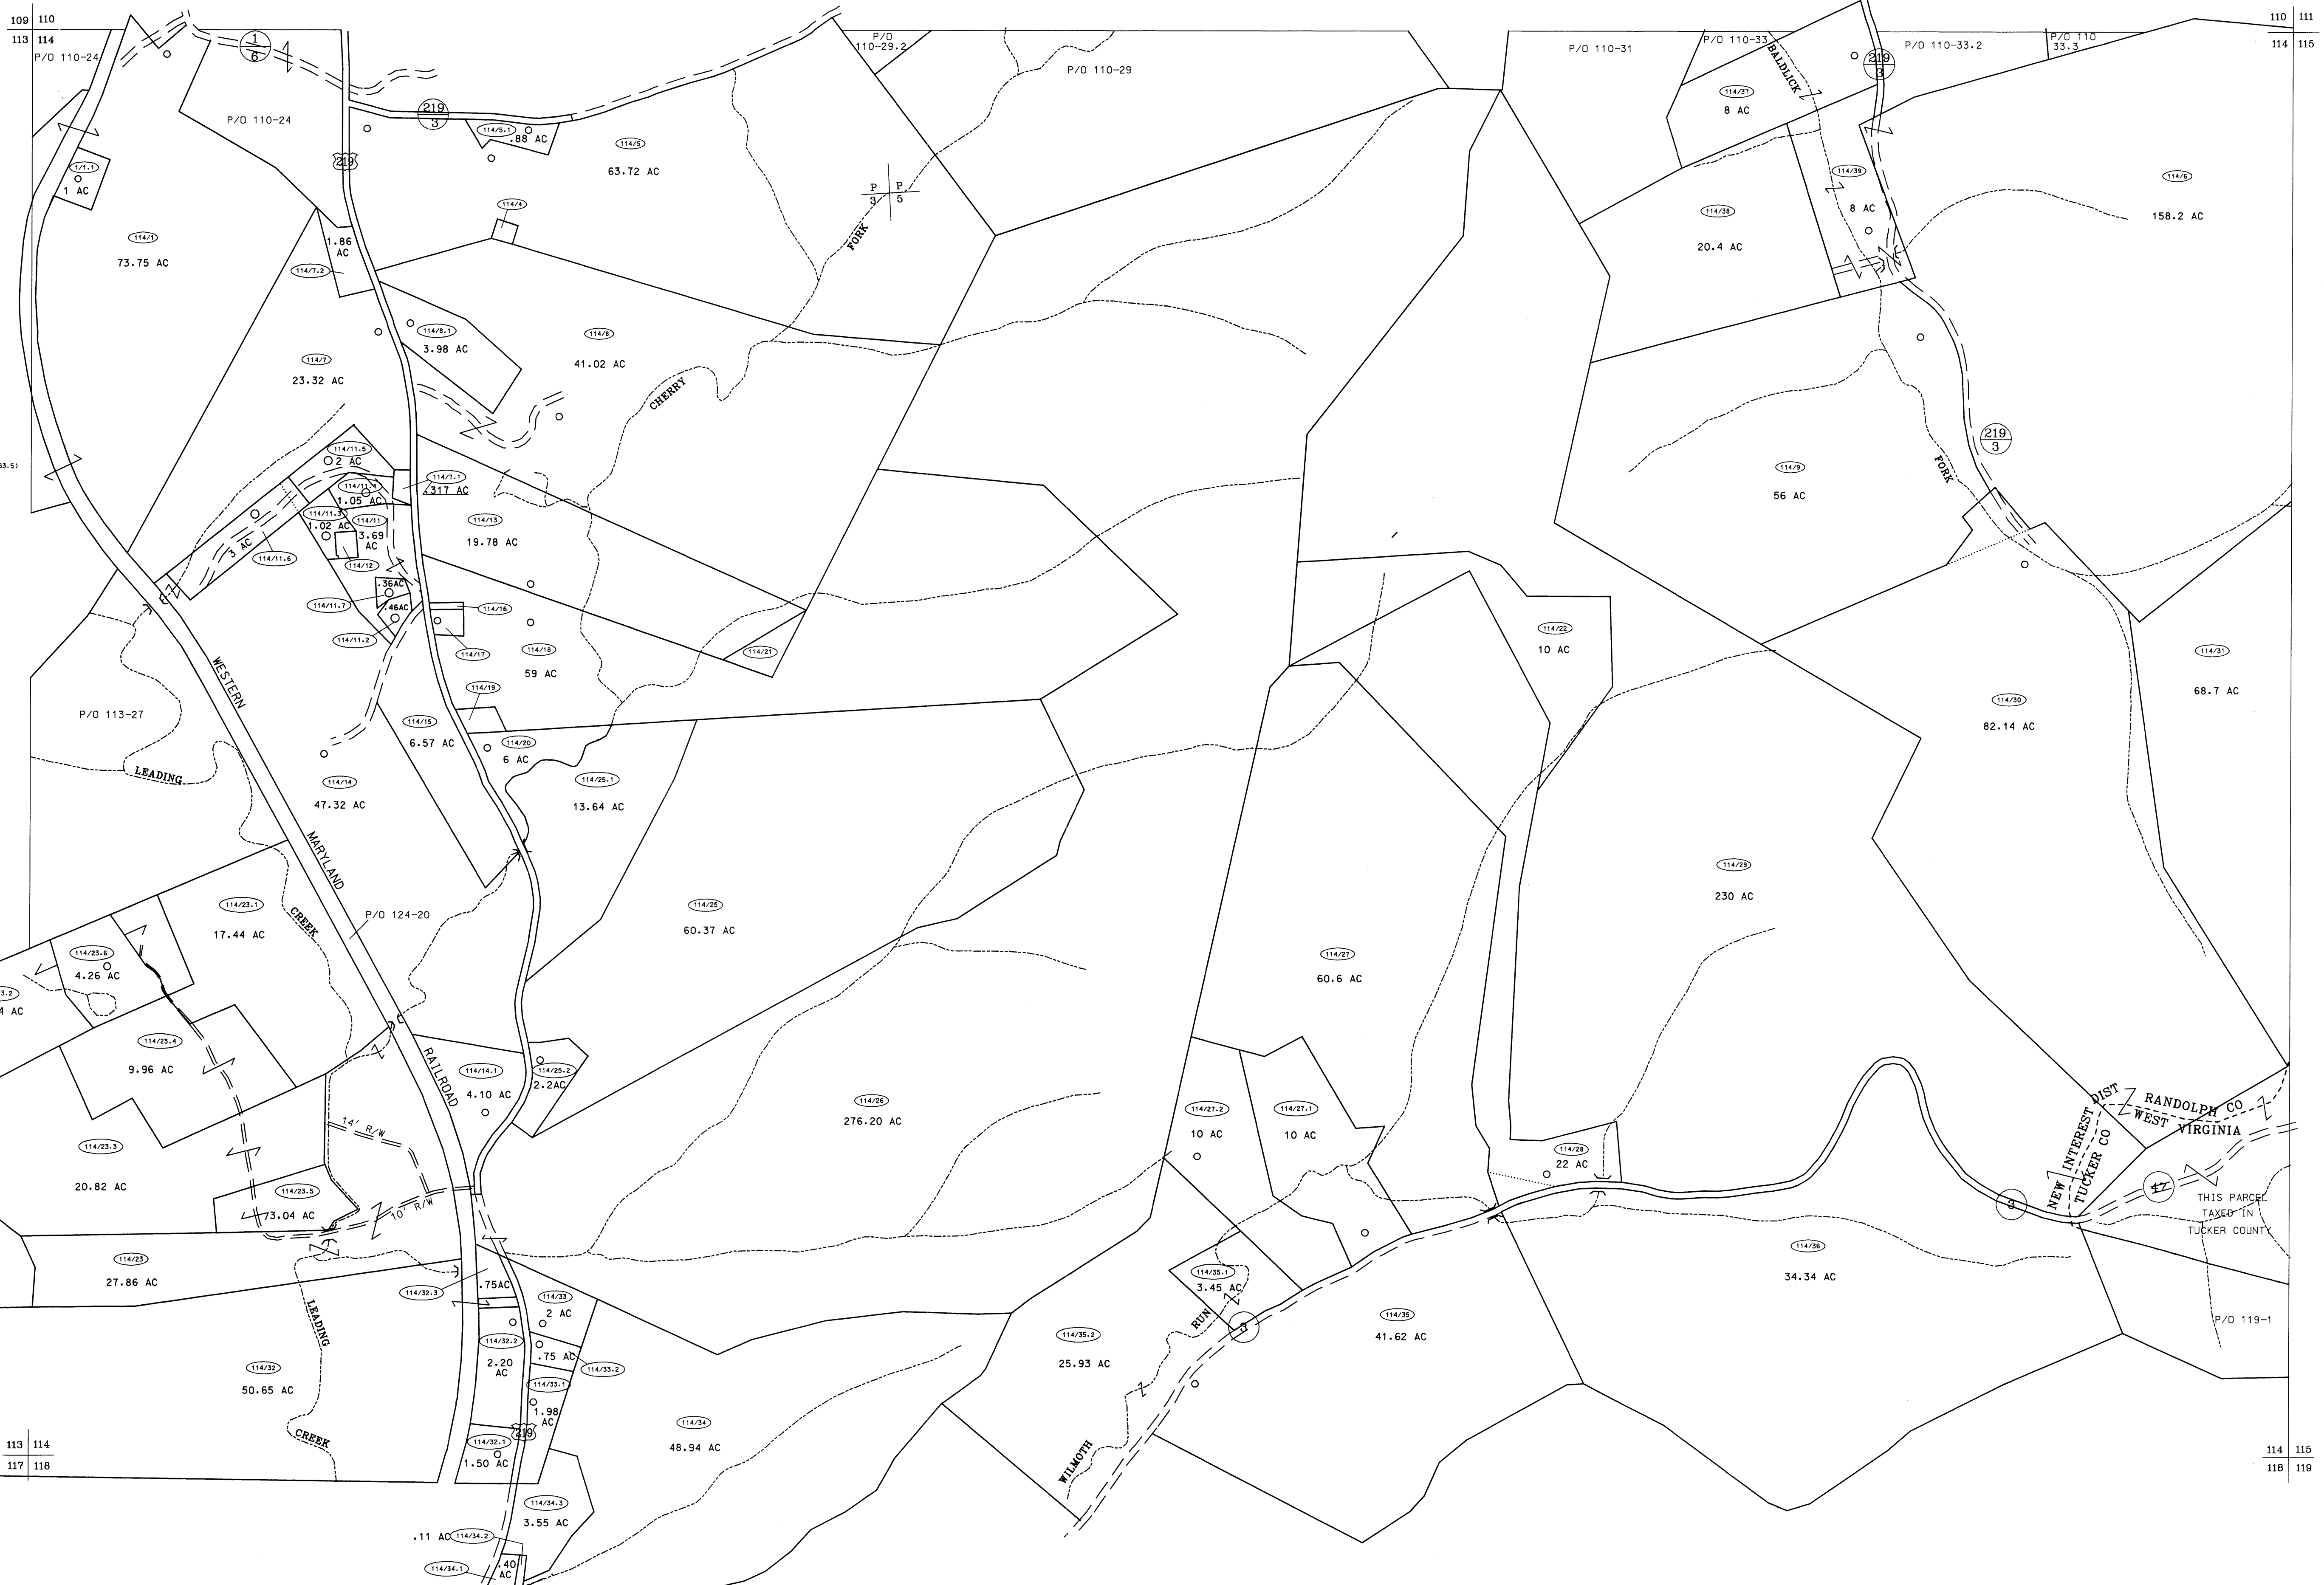 109 110
113 114
110 111
114 115
P/O 110-24
1
6
P/O
110-29.2
P/O 110-29
P/O 110-31
P/O 110-33
P/O 110-33.2
P/O 110
33.3
BALDLICK
219
3
114/37
8 AC
P/O 110-24
219
3
114/5.1
.88 AC
114/5
63.72 AC
219
1/1.1
1 AC
P P
3 5
114/39
8 AC
114/6
158.2 AC
114/38
20.4 AC
114/4
114/1
73.75 AC
1.86
AC
114/7.2
FORK
114/8.1
3.98 AC
114/8
41.02 AC
114/7
23.32 AC
CHERRY
219
3
FORK
114/9
56 AC
63.5)
114/11.5
2 AC
114/7.1
.317 AC
114/11.4
1.05 AC
114/11.3
1.02 AC
114/11
3.69
AC
114/13
19.78 AC
3 AC
114/11.6
114/12
.36AC
114/11.7
.46AC
114/11.2
114/16
114/17
114/18
59 AC
114/21
114/22
10 AC
114/31
68.7 AC
WESTERN
114/19
114/30
82.14 AC
P/O 113-27
114/15
6.57 AC
114/20
6 AC
LEADING
114/14
47.32 AC
114/25.1
13.64 AC
MARYLAND
114/29
230 AC
114/23.1
17.44 AC
CREEK
P/O 124-20
114/25
60.37 AC
114/27
60.6 AC
114/23.6
4.26 AC
3.2
4 AC
114/23.4
9.96 AC
RAILROAD
114/14.1
4.10 AC
114/25.2
2.2AC
114/26
276.20 AC
114/27.2
10 AC
114/27.1
10 AC
14' R/W
114/23.3
20.82 AC
114/28
22 AC
NEW INTEREST DIST
TUCKER CO
RANDOLPH CO
WEST VIRGINIA
114/23.5
3.04 AC
10' R/W
3
47
THIS PARCEL
TAXED IN
TUCKER COUNTY
114/23
27.86 AC
114/36
34.34 AC
.75AC
114/32.3
114/35.1
3.45 AC
114/33
2 AC
LEADING
RUN
3
114/35
41.62 AC
P/O 119-1
114/35.2
25.93 AC
114/32.2
2.20
AC
.75 AC
114/33.2
114/32
50.65 AC
114/33.1
1.98
AC
219
114/34
48.94 AC
CREEK
WILMOTH
114/32.1
1.50 AC
113 114
117 118
114 115
118 119
114/34.3
3.55 AC
.11 AC
114/34.2
.40
AC
114/34.1